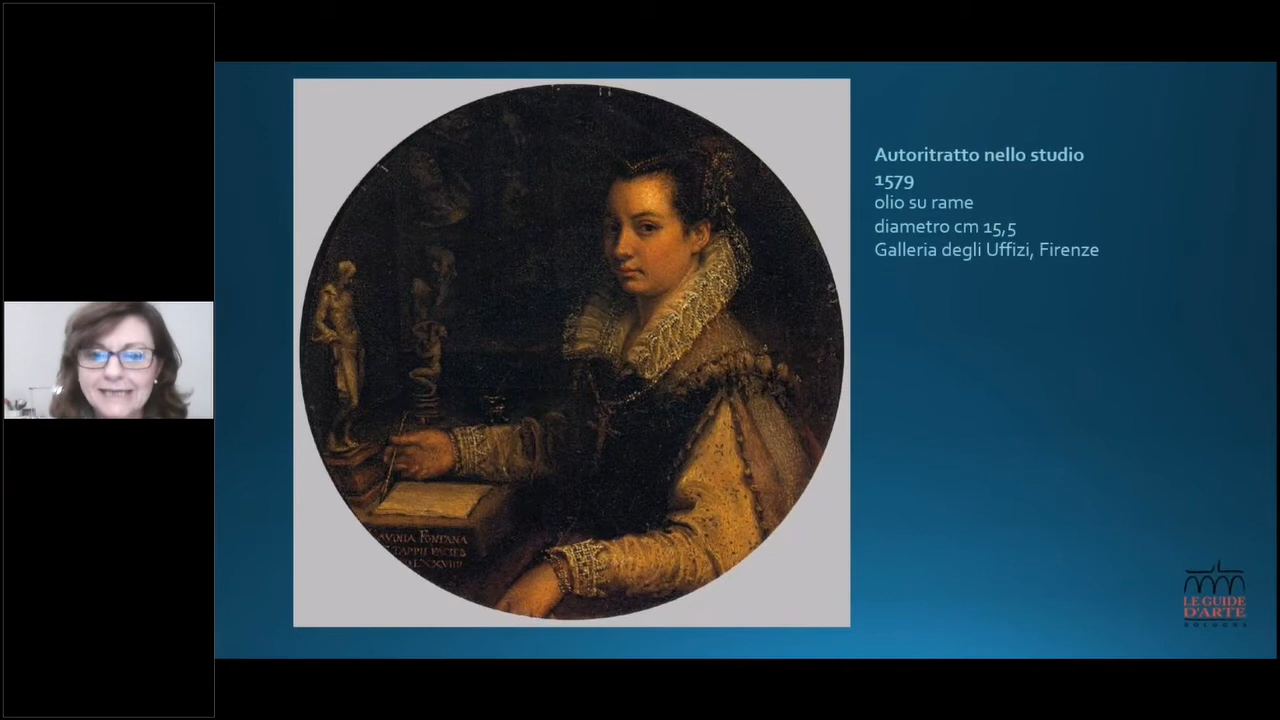 Autoritratto nello studio
1579
olio su rame
diametro cm 15,5
Galleria degli Uffizi, Firenze
FONTANA
LE GUIDE
D'ARTE
BOLOGNA